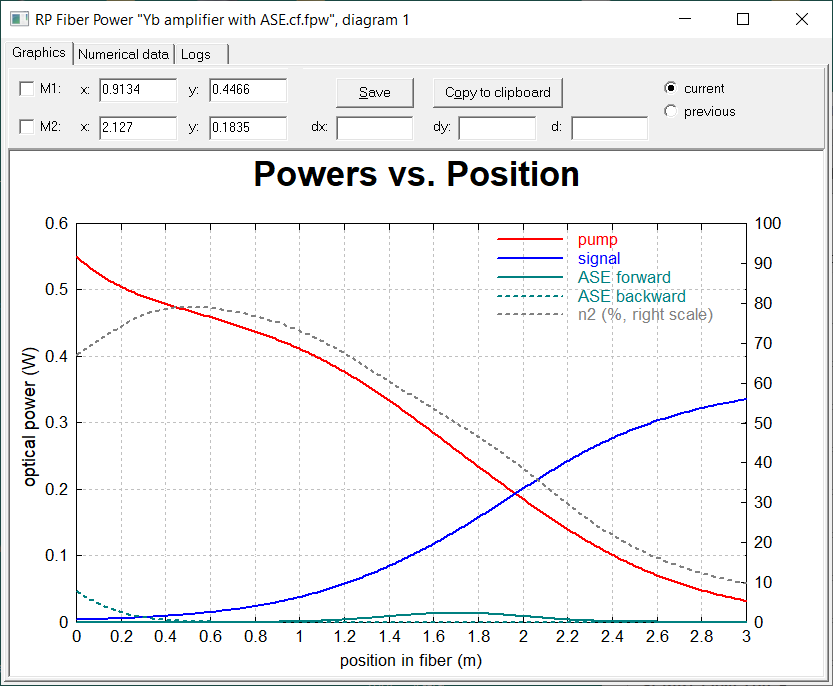 RP Fiber Power "Yb amplifier with ASE.cf.fpw", diagram 1
Graphics Numerical data Logs
M1: x: 0.9134 y: 0.4466 Save Copy to clipboard current
previous
M2: x: 2.127 y: 0.1835 dx: dy: d:
Powers vs. Position
0.6 100
pump
signal
90
ASE forward
0.5 ASE backward
n2 (%, right scale)
80
70
0.4
60
0.3 50
40
0.2
30
20
0.1
10
0 0
optical power (W)
0 0.2 0.4 0.6 0.8 1 1.2 1.4 1.6 1.8 2 2.2 2.4 2.6 2.8 3
position in fiber (m)